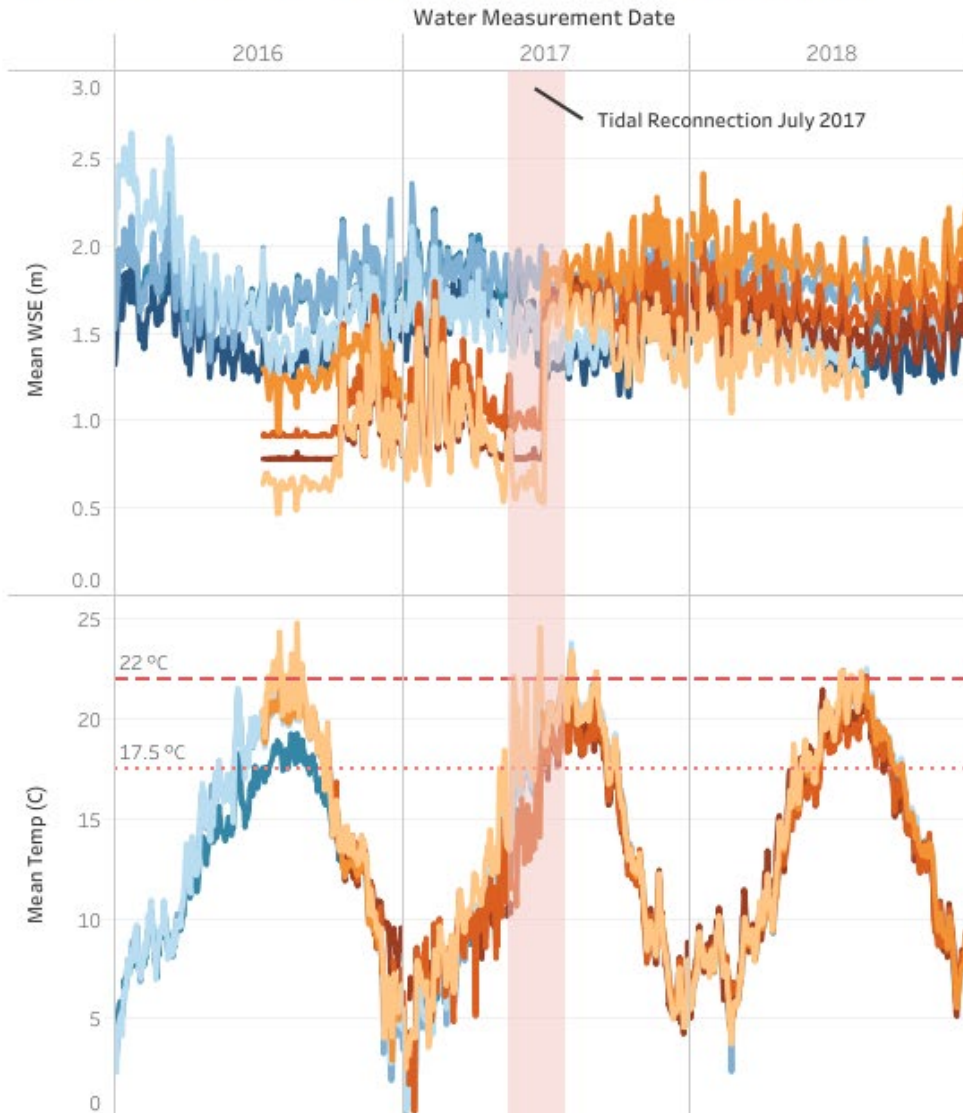 Water Measurement Date
2016 2017 2018
3.0
Tidal Reconnection July 2017
2.5
2.0
Mean WSE (m)
1.5
1.0
0.5
0.0
25
22 ºC
20
17.5 ºC
15
Mean Temp (C)
10
5
0